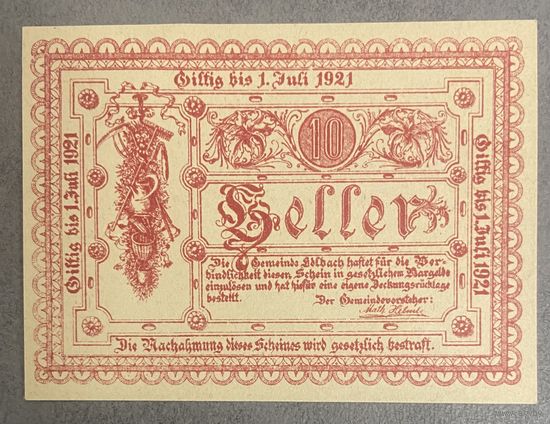 Giltig bis 1. Juli 1921
Giltig bis 1. Juli 1921
10
Heller
Die Gemeinde Edlbach haftet für die Ver-
bindlichkeit diesen Schein in gesetzlichem Bargelde
einzulösen und hat hiefür eine eigene Deckungsrücklage
bestellt.
Der Gemeindevorsteher:
Math.
Giltig bis 1. Juli 1921
Die Nachahmung dieses Scheines wird gesetzlich bestraft.